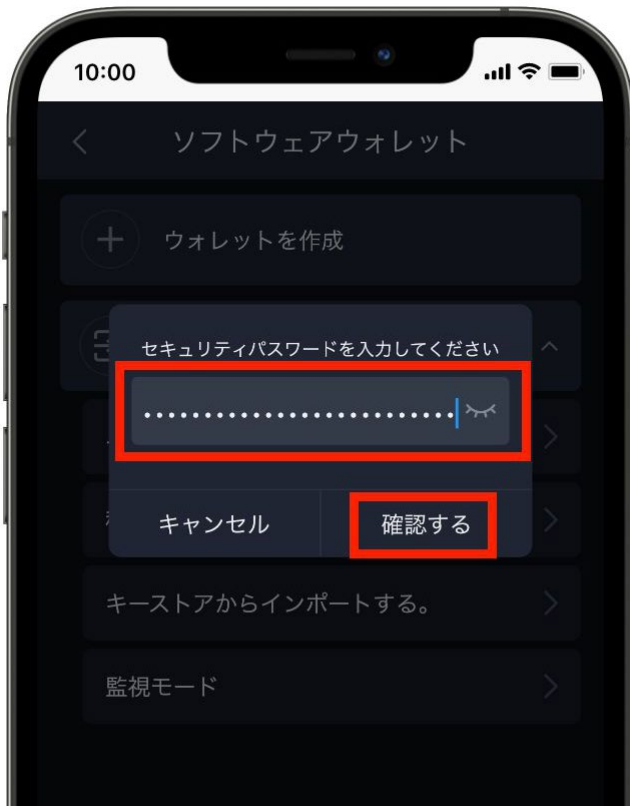 10:00
ソフトウェアウォレット
ウォレットを作成
セキュリティパスワードを入力してください
••••••••••••••••••••••••••
キャンセル
確認する
キーストアからインポートする。
監視モード